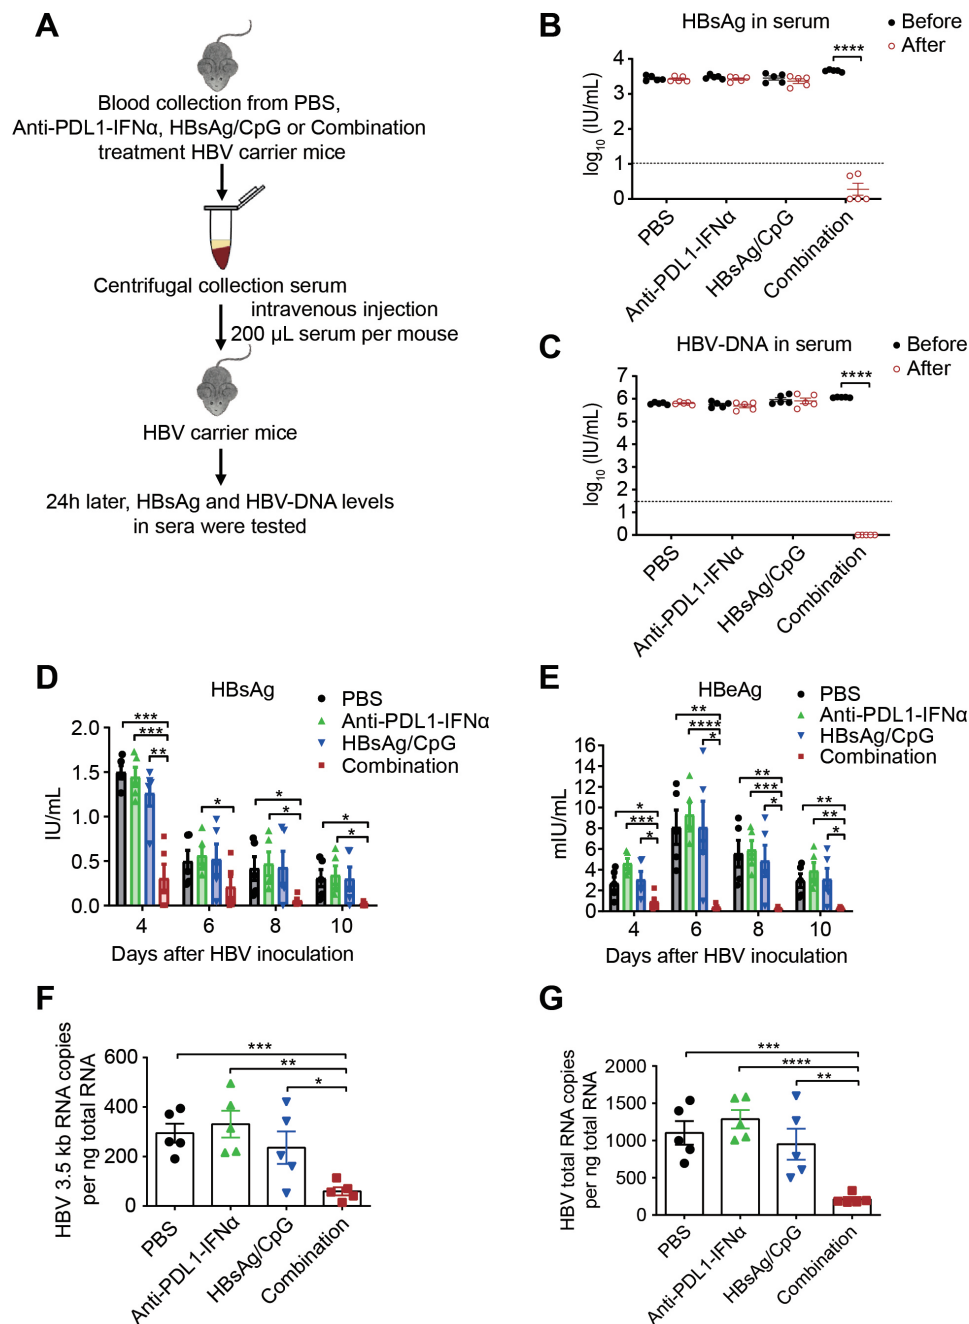 A
Blood collection from PBS,
Anti-PDL1-IFNα, HBsAg/CpG or Combination
treatment HBV carrier mice
Centrifugal collection serum
intravenous injection
200 µL serum per mouse
HBV carrier mice
24h later, HBsAg and HBV-DNA levels
in sera were tested
B
HBsAg in serum
Before
After
****
log10 (IU/mL)
4
3
2
1
0
PBS
Anti-PDL1-IFNα
HBsAg/CpG
Combination
C
HBV-DNA in serum
Before
After
****
log10 (IU/mL)
7
6
5
4
3
2
1
0
PBS
Anti-PDL1-IFNα
HBsAg/CpG
Combination
D
HBsAg
PBS
Anti-PDL1-IFNα
HBsAg/CpG
Combination
***
***
**
*
*
*
*
*
IU/mL
2.0
1.5
1.0
0.5
0.0
4 6 8 10
Days after HBV inoculation
E
HBeAg
PBS
Anti-PDL1-IFNα
HBsAg/CpG
Combination
*
***
*
**
****
*
**
***
*
**
**
*
mIU/mL
16
14
12
10
8
6
4
2
0
4 6 8 10
Days after HBV inoculation
F
HBV 3.5 kb RNA copies
per ng total RNA
600
400
200
0
***
**
*
PBS
Anti-PDL1-IFNα
HBsAg/CpG
Combination
G
HBV total RNA copies
per ng total RNA
2000
1500
1000
500
0
***
****
**
PBS
Anti-PDL1-IFNα
HBsAg/CpG
Combination